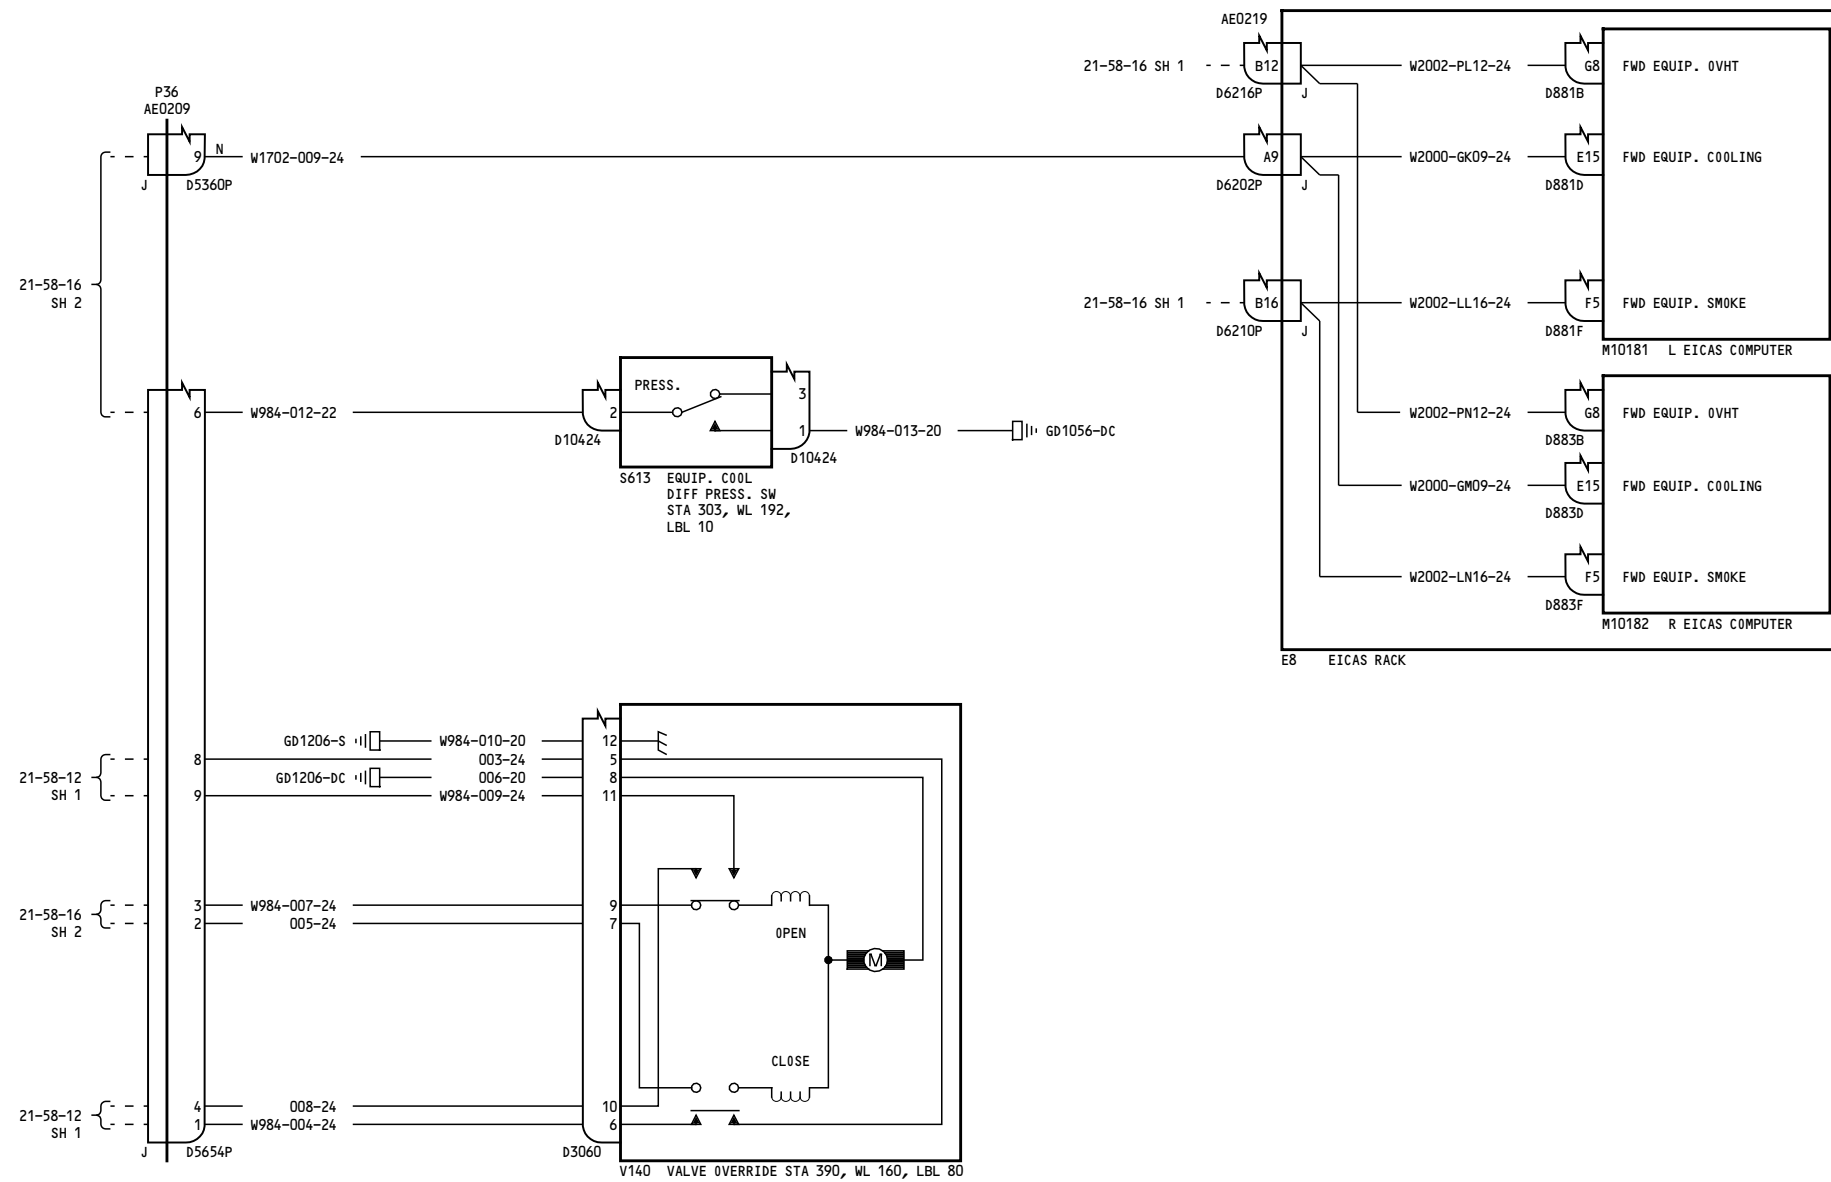 AE0219
21-58-16 SH 1
B12
W2002-PL12-24
G8
FWD EQUIP. OVHT
D6216P
J
D881B
P36
AE0209
9
N
W1702-009-24
A9
W2000-GK09-24
E15
FWD EQUIP. COOLING
J
D5360P
D6202P
J
D881D
21-58-16
SH 2
21-58-16 SH 1
B16
W2002-LL16-24
F5
FWD EQUIP. SMOKE
D6210P
J
D881F
M10181 L EICAS COMPUTER
PRESS.
3
6
W984-012-22
2
1
W984-013-20
GD1056-DC
D10424
D10424
S613 EQUIP. COOL
DIFF PRESS. SW
STA 303, WL 192,
LBL 10
W2002-PN12-24
G8
FWD EQUIP. OVHT
D883B
W2000-GM09-24
E15
FWD EQUIP. COOLING
D883D
W2002-LN16-24
F5
FWD EQUIP. SMOKE
D883F
M10182 R EICAS COMPUTER
E8 EICAS RACK
GD1206-S
W984-010-20
12
8
003-24
5
21-58-12
SH 1
GD1206-DC
006-20
8
9
W984-009-24
11
21-58-16
SH 2
3
W984-007-24
9
2
005-24
7
OPEN
M
CLOSE
21-58-12
SH 1
4
008-24
10
1
W984-004-24
6
J
D5654P
D3060
V140 VALVE OVERRIDE STA 390, WL 160, LBL 80